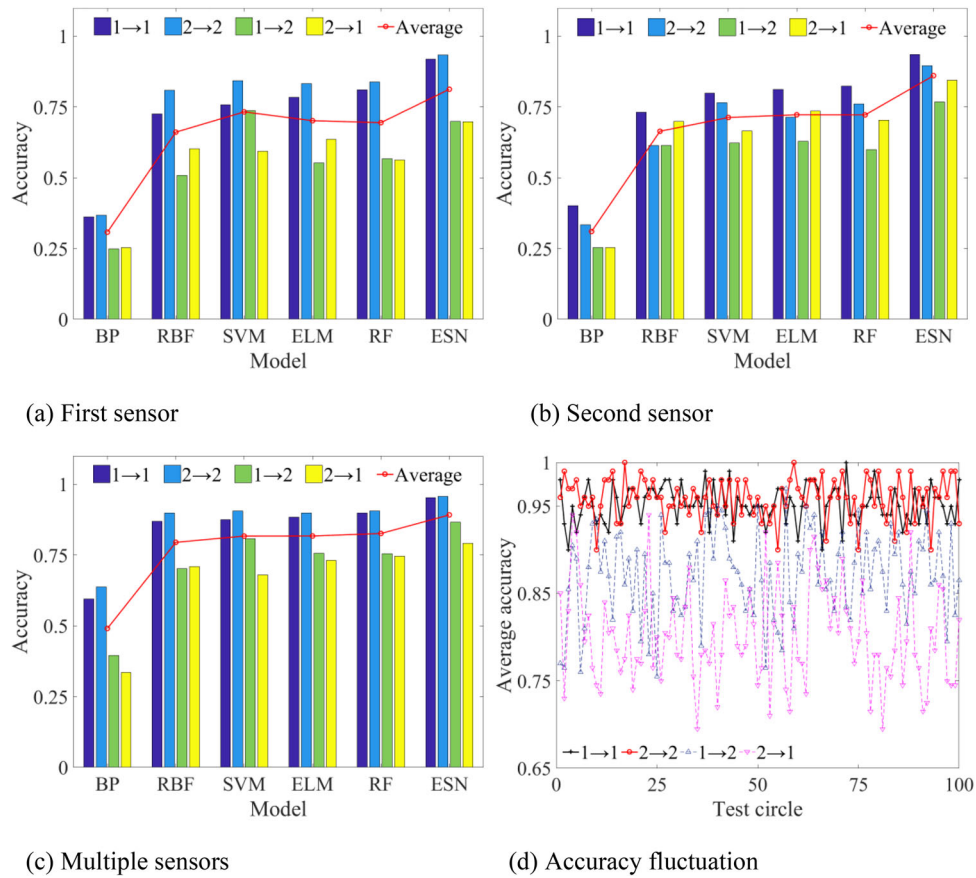 1→1 2→2 1→2 2→1 Average
1
0.75
0.5
0.25
0
Accuracy
BP RBF SVM ELM RF ESN
Model
(a) First sensor
1→1 2→2 1→2 2→1 Average
1
0.75
0.5
0.25
0
Accuracy
BP RBF SVM ELM RF ESN
Model
(b) Second sensor
1→1 2→2 1→2 2→1 Average
1
0.75
0.5
0.25
0
Accuracy
BP RBF SVM ELM RF ESN
Model
(c) Multiple sensors
1
0.95
0.85
0.75
0.65
Average accuracy
1→1 2→2 1→2 2→1
0 25 50 75 100
Test circle
(d) Accuracy fluctuation